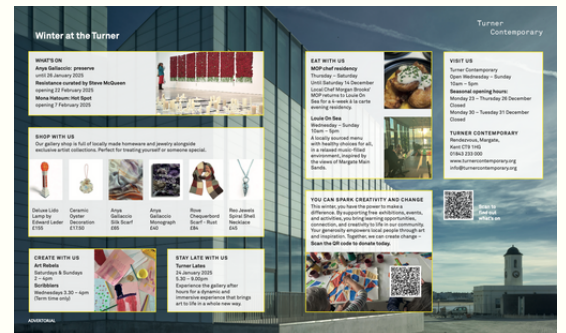 Turner
Contemporary
Winter at the Turner
WHAT'S ON
Anya Gallaccio: preserve
until 26 January 2025
Resistance curated by Steve McQueen
opening 22 February 2025
Mona Hatoum: Hot Spot
opening 7 February 2025
SHOP WITH US
Our gallery shop is full of locally made homeware and jewelry alongside
exclusive artist collections. Perfect for treating yourself or someone special.
Deluxe Lido
Lamp by
Edward Leder
£155
Ceramic
Oyster
Decoration
£17.50
Anya
Gallaccio
Silk Scarf
£85
Anya
Gallaccio
Monograph
£40
Rove
Chequerboard
Scarf - Rust
£84
Rex Jewels
Spiral Shell
Necklace
£45
CREATE WITH US
Art Rebels
Saturdays & Sundays
2 – 4pm
Scribblers
Wednesdays 3.30 – 4pm
(Term time only)
STAY LATE WITH US
Turner Lates
24 January 2025
5.30 – 9.00pm
Experience the gallery after
hours for a dynamic and
immersive experience that brings
art to life in a whole new way.
ADVERTORIAL
EAT WITH US
MOP chef residency
Thursday – Saturday
Until Saturday 14 December
Local Chef Morgan Brooks'
MOP returns to Louie On
Sea for a 4-week à la carte
evening residency.
Louie On Sea
Wednesday – Sunday
10am – 5pm
A locally sourced menu
with healthy choices for all,
in a relaxed music-filled
environment, inspired by
the views of Margate Main
Sands.
YOU CAN SPARK CREATIVITY AND CHANGE
This winter, you have the power to make a
difference. By supporting free exhibitions, events,
and activities, you bring learning opportunities,
connection, and creativity to life in our community.
Your generosity empowers local people through art
and inspiration. Together, we can create change -
Scan the QR code to donate today.
VISIT US
Turner Contemporary
Open Wednesday – Sunday
10am – 5pm
Seasonal opening hours:
Monday 23 – Thursday 26 December
Closed
Monday 30 – Tuesday 31 December
Closed
TURNER CONTEMPORARY
Rendezvous, Margate,
Kent CT9 1HG
01843 233 000
www.turnercontemporary.org
info@turnercontemporary.org
Scan to
find out
what's on